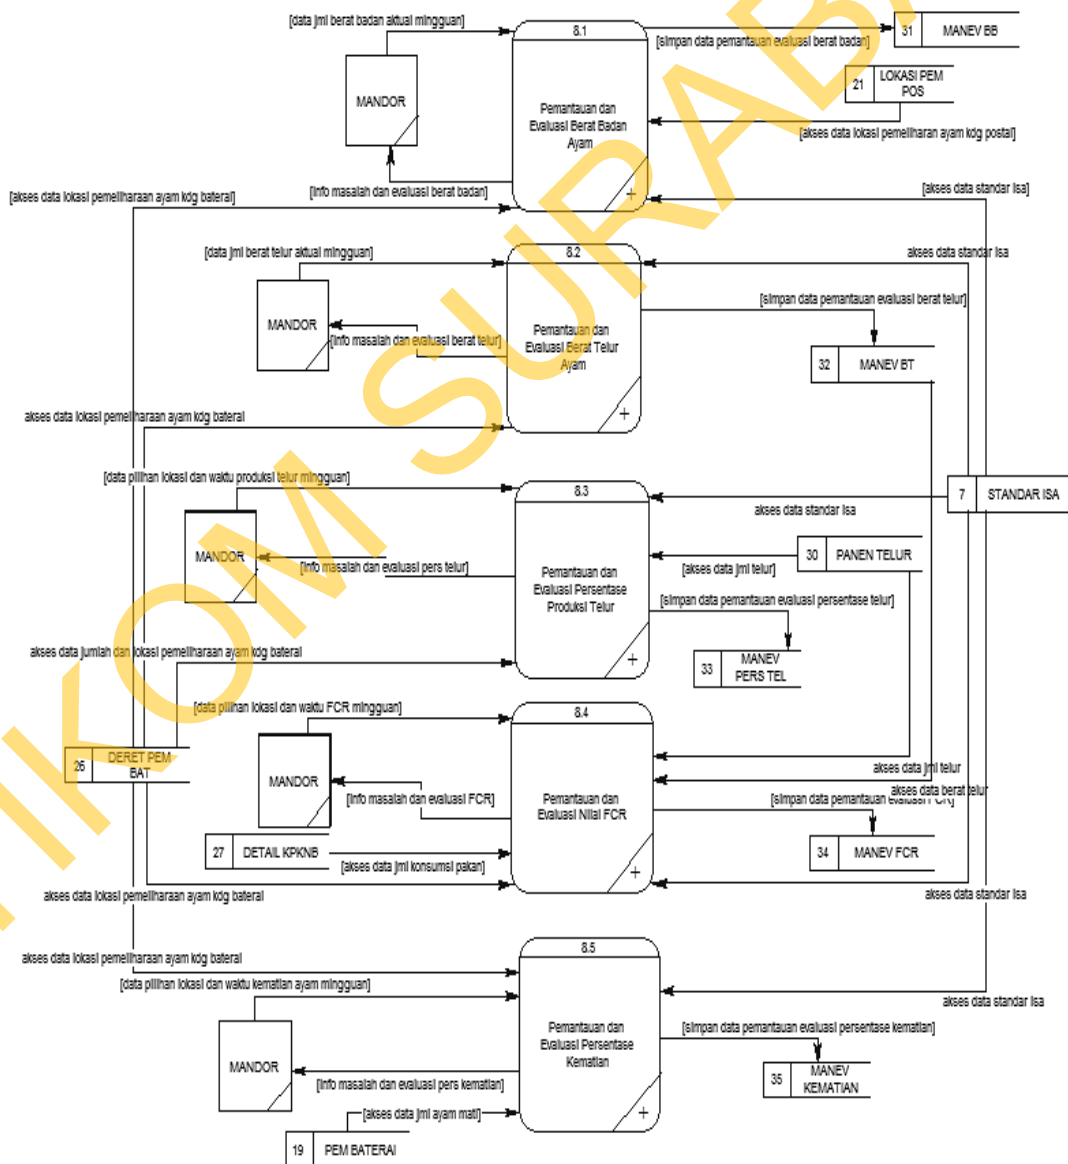 [data jml berat badan aktual mingguan]
8.1
[simpan data pemantauan evaluasi berat badan]
31
MANEV BB
MANDOR
21
LOKASI PEM
POS
Pemantauan dan
Evaluasi Berat Badan
Ayam
[akses data lokasi pemeliharan ayam kdg postal]
[info masalah dan evaluasi berat badan]
+
[akses data lokasi pemeliharaan ayam kdg baterai]
[akses data standar isa]
[data jml berat telur aktual mingguan]
8.2
akses data standar isa
MANDOR
[info masalah dan evaluasi berat telur]
Pemantauan dan
Evaluasi Berat Telur
Ayam
[simpan data pemantauan evaluasi berat telur]
32
MANEV BT
+
akses data lokasi pemeliharaan ayam kdg baterai
[data pilihan lokasi dan waktu produksi telur mingguan]
8.3
7
STANDAR ISA
akses data standar isa
MANDOR
[info masalah dan evaluasi pers telur]
Pemantauan dan
Evaluasi Persentase
Produksi Telur
30
PANEN TELUR
[akses data jml telur]
[simpan data pemantauan evaluasi persentase telur]
33
MANEV
PERS TEL
+
akses data jumlah dan lokasi pemeliharaan ayam kdg baterai
[data pilihan lokasi dan waktu FCR mingguan]
8.4
26
DERET PEM
BAT
MANDOR
[info masalah dan evaluasi FCR]
Pemantauan dan
Evaluasi Nilai FCR
akses data jml telur
akses data berat telur
[simpan data pemantauan evaluasi FCR]
34
MANEV FCR
27
DETAIL KPKNB
[akses data jml konsumsi pakan]
+
akses data lokasi pemeliharaan ayam kdg baterai
akses data standar isa
8.5
akses data lokasi pemeliharaan ayam kdg baterai
[data pilihan lokasi dan waktu kematian ayam mingguan]
akses data standar isa
MANDOR
[info masalah dan evaluasi pers kematian]
Pemantauan dan
Evaluasi Persentase
Kematian
[simpan data pemantauan evaluasi persentase kematian]
35
MANEV
KEMATIAN
+
[akses data jml ayam mati]
19
PEM BATERAI
IKOM SURABA